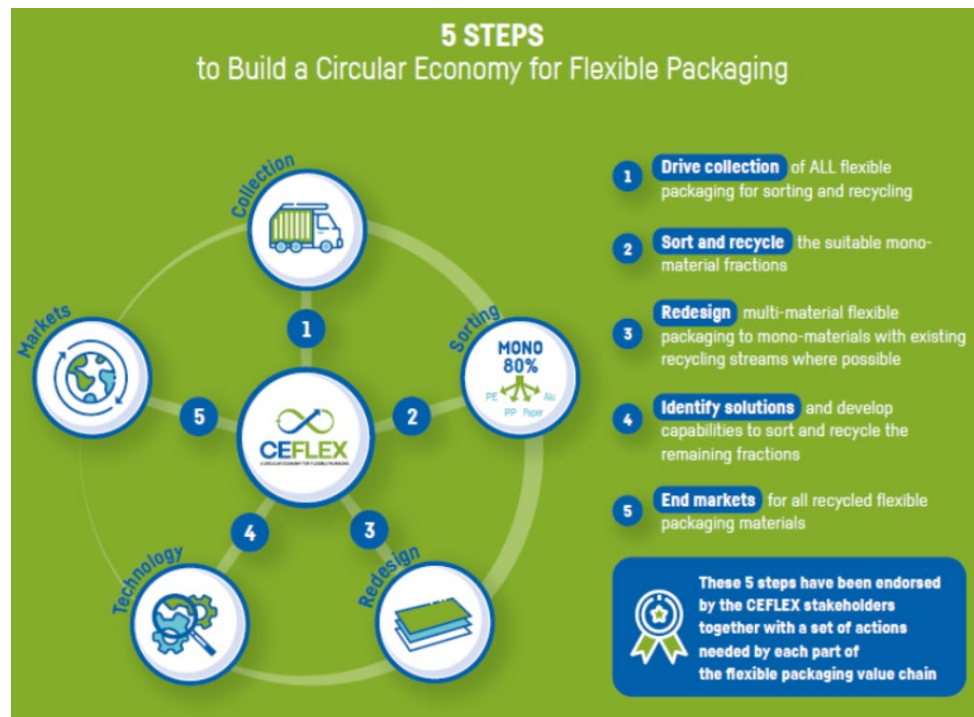 5 STEPS
to Build a Circular Economy for Flexible Packaging
Collection
1
Sorting
MONO
80%
PE
PP
Paper
Alu
2
Redesign
3
Technology
4
Markets
5
CEFLEX
A CIRCULAR ECONOMY FOR FLEXIBLE PACKAGING
1
Drive collection of ALL flexible
packaging for sorting and recycling
2
Sort and recycle the suitable mono-
material fractions
3
Redesign multi-material flexible
packaging to mono-materials with existing
recycling streams where possible
4
Identify solutions and develop
capabilities to sort and recycle the
remaining fractions
5
End markets for all recycled flexible
packaging materials
These 5 steps have been endorsed
by the CEFLEX stakeholders
together with a set of actions
needed by each part of
the flexible packaging value chain